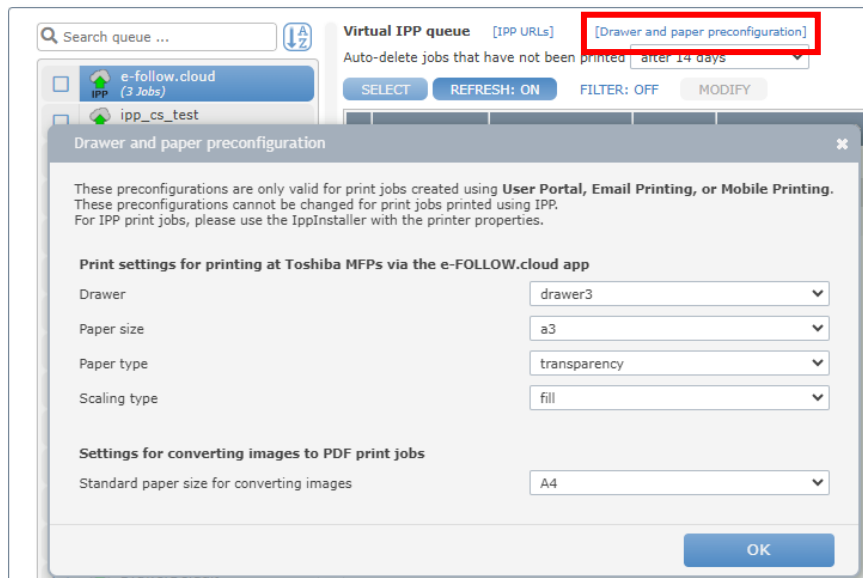 Search queue ...
A
Z
Virtual IPP queue [IPP URLs] [Drawer and paper preconfiguration]
Auto-delete jobs that have not been printed after 14 days
e-follow.cloud
(3 Jobs)
IPP
SELECT REFRESH: ON FILTER: OFF MODIFY
ipp_cs_test
Drawer and paper preconfiguration
These preconfigurations are only valid for print jobs created using User Portal, Email Printing, or Mobile Printing.
These preconfigurations cannot be changed for print jobs printed using IPP.
For IPP print jobs, please use the IppInstaller with the printer properties.
Print settings for printing at Toshiba MFPs via the e-FOLLOW.cloud app
Drawer drawer3
Paper size a3
Paper type transparency
Scaling type fill
Settings for converting images to PDF print jobs
Standard paper size for converting images A4
OK